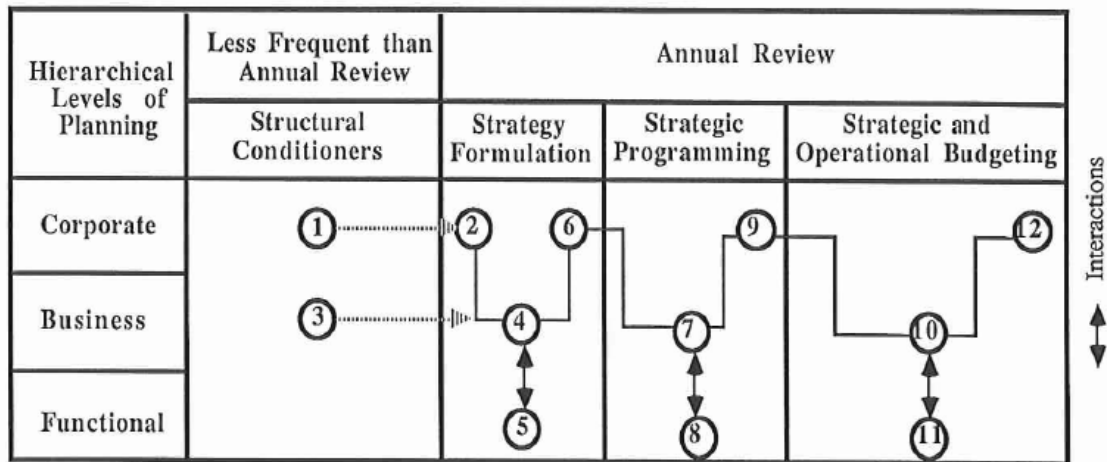 Hierarchical
Levels of
Planning
Less Frequent than
Annual Review
Annual Review
Structural
Conditioners
Strategy
Formulation
Strategic
Programming
Strategic and
Operational Budgeting
Corporate
1
2
6
9
12
Business
3
4
7
10
Functional
5
8
11
Interactions